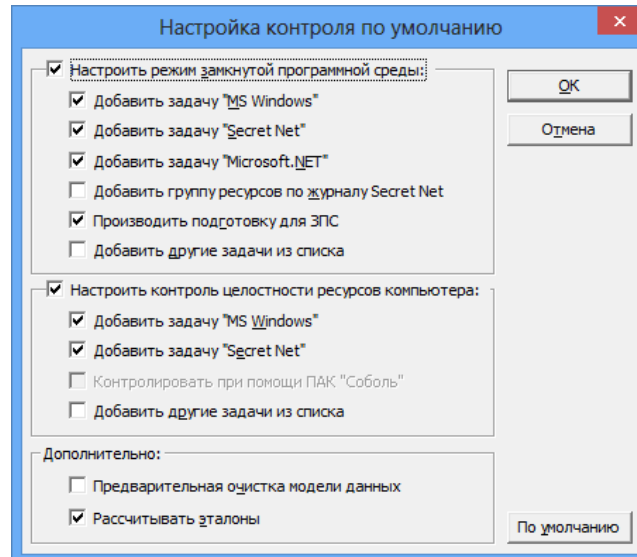 Настройка контроля по умолчанию
Настроить режим замкнутой программной среды:
Добавить задачу "MS Windows"
Добавить задачу "Secret Net"
Добавить задачу "Microsoft.NET"
Добавить группу ресурсов по журналу Secret Net
Производить подготовку для ЗПС
Добавить другие задачи из списка
Настроить контроль целостности ресурсов компьютера:
Добавить задачу "MS Windows"
Добавить задачу "Secret Net"
Контролировать при помощи ПАК "Соболь"
Добавить другие задачи из списка
Дополнительно:
Предварительная очистка модели данных
Рассчитывать эталоны
OK
Отмена
По умолчанию